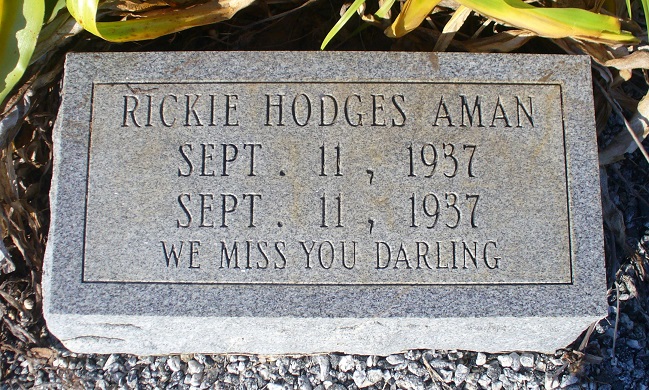 RICKIE HODGES AMAN
SEPT. 11, 1937
SEPT. 11, 1937
WE MISS YOU DARLING